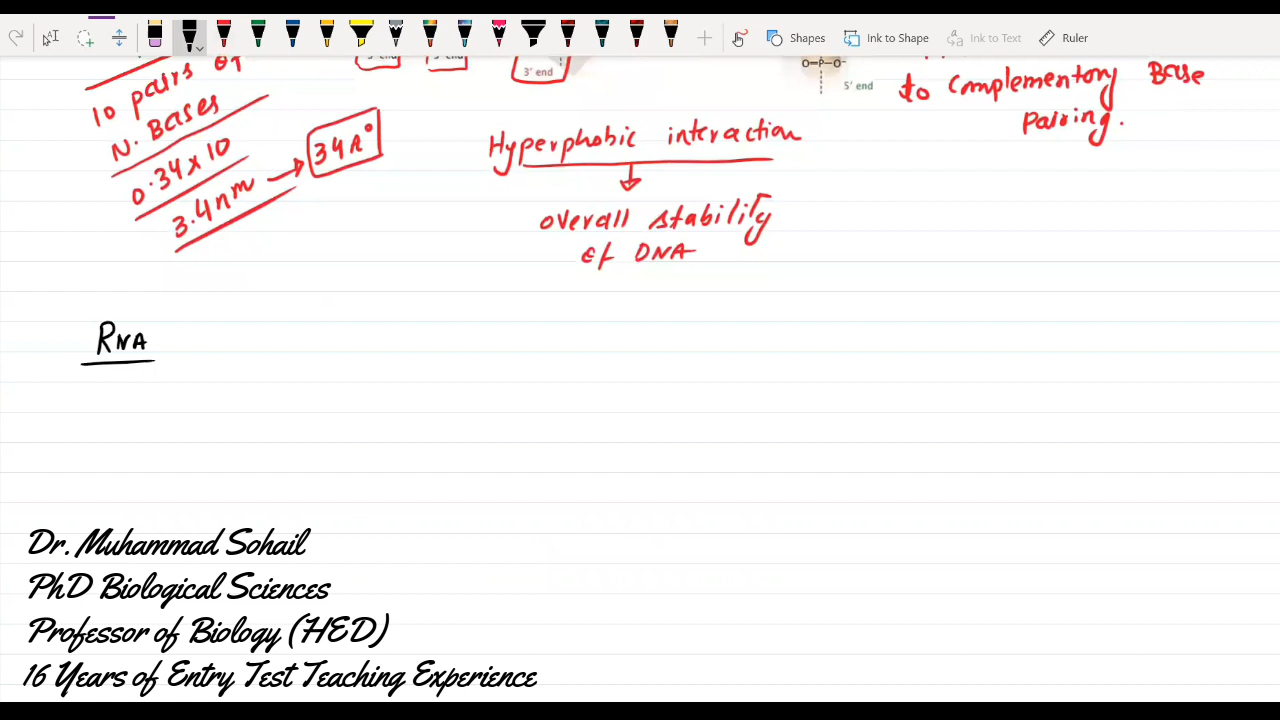 Shapes
Ink to Shape
Ink to Text
Ruler
10 pairs of
N. Bases
0.34 x 10
3.4nm → 34A°
3' end
O=P-O-
5' end
to complementory Base
pairing.
Hyperphobic interaction
overall stability
of DNA
RNA
Dr. Muhammad Sohail
PhD Biological Sciences
Professor of Biology (HED)
16 Years of Entry Test Teaching Experience